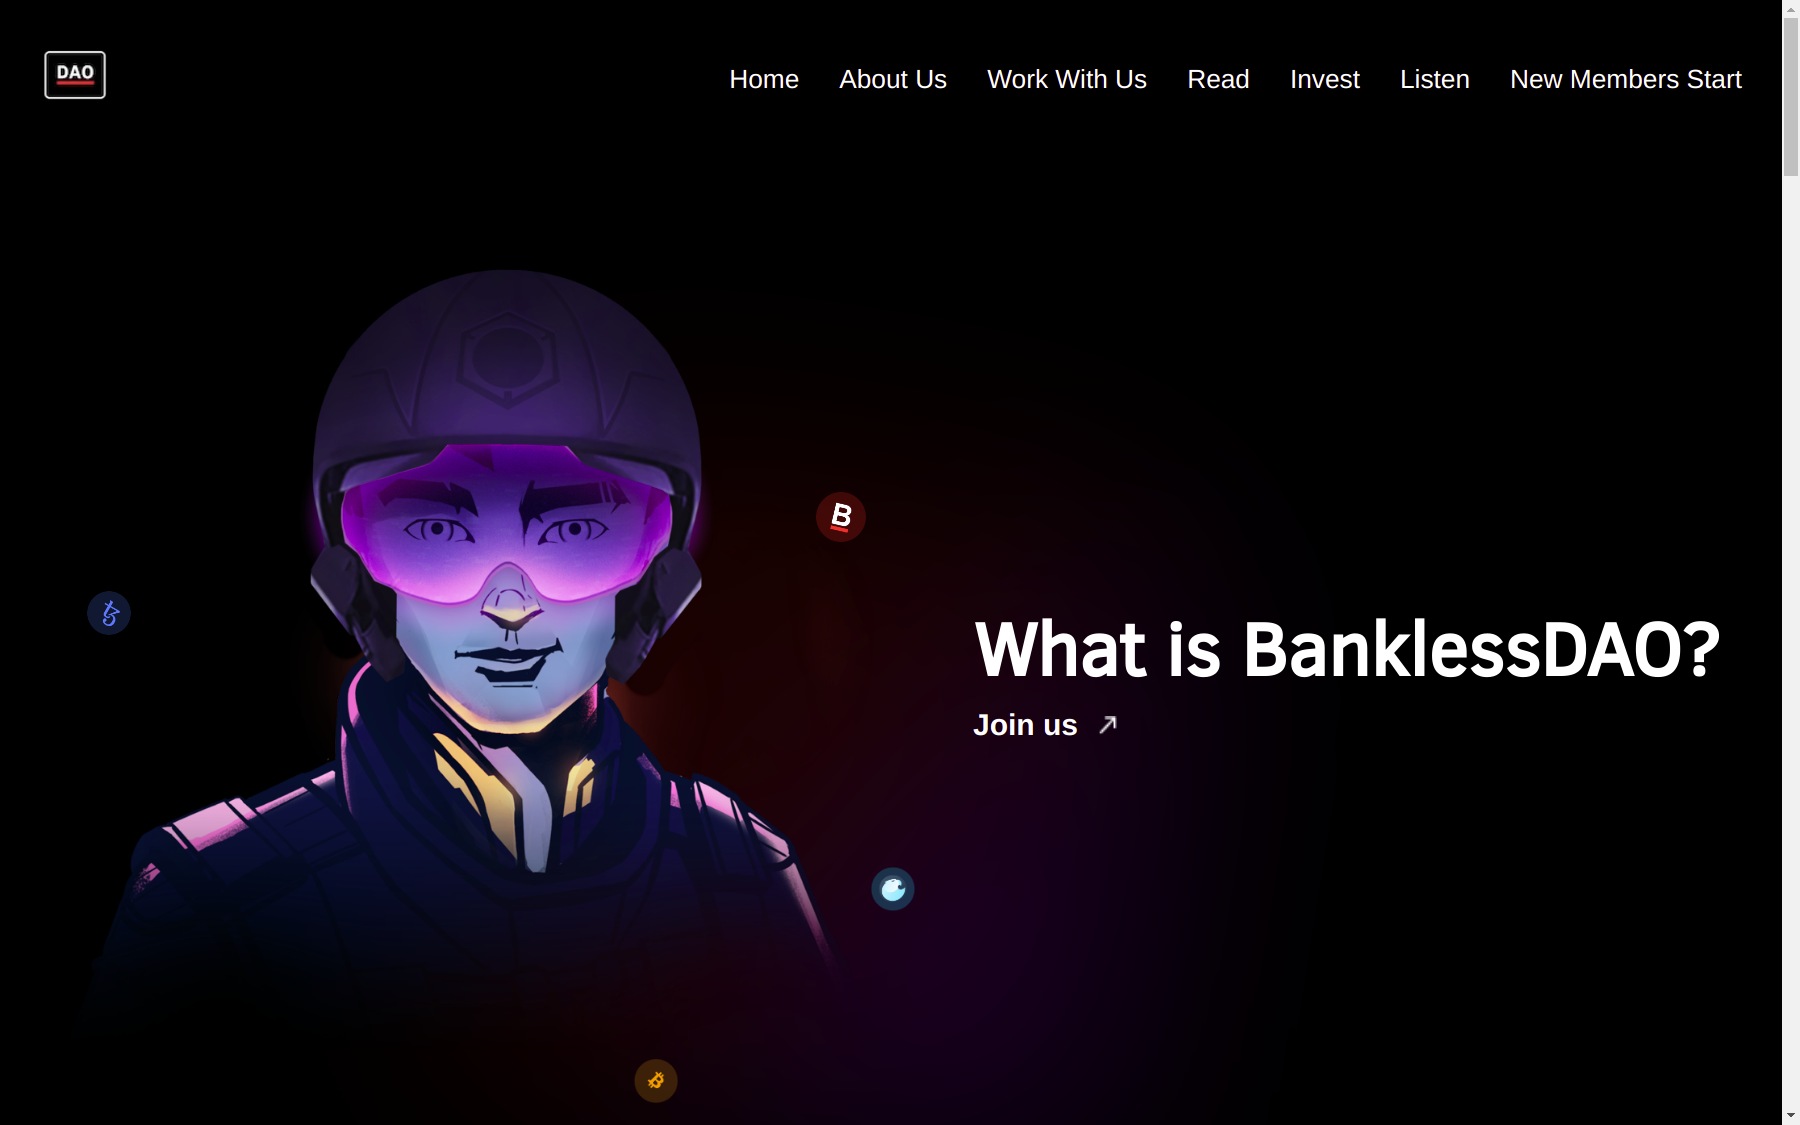 DAO
Home About Us Work With Us Read Invest Listen New Members Start
B
What is BanklessDAO?
Join us